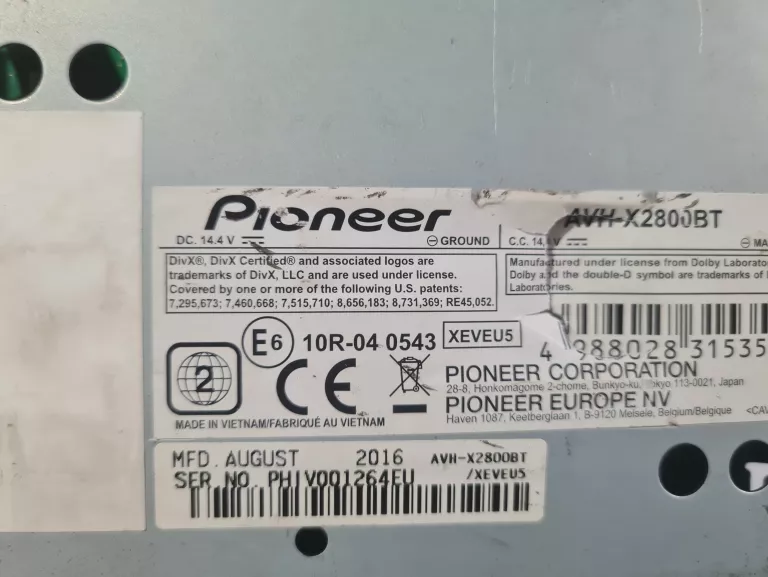 Pioneer
AVH-X2800BT
DC. 14.4 V
GROUND
C.C. 14.
DivX®, DivX Certified® and associated logos are
trademarks of DivX, LLC and are used under license.
Covered by one or more of the following U.S. patents:
7,295,673; 7,460,668; 7,515,710; 8,656,183; 8,731,369; RE45,052.
Manufactured under license from Dolby Laborato
Dolby and the double-D symbol are trademarks of
Laboratories.
E6 10R-04 0543 XEVEU5
4 988028 31535
2
CE
PIONEER CORPORATION
28-8, Honkomagome 2-chome, Bunkyo-ku, Tokyo 113-0021, Japan
PIONEER EUROPE NV
Haven 1087, Keetberglaan 1, B-9120 Melsele, Belgium/Belgique
MADE IN VIETNAM/FABRIQUÉ AU VIETNAM
MFD. AUGUST 2016 AVH-X2800BT
/XEVEU5
SER. NO. PHIV001264EU